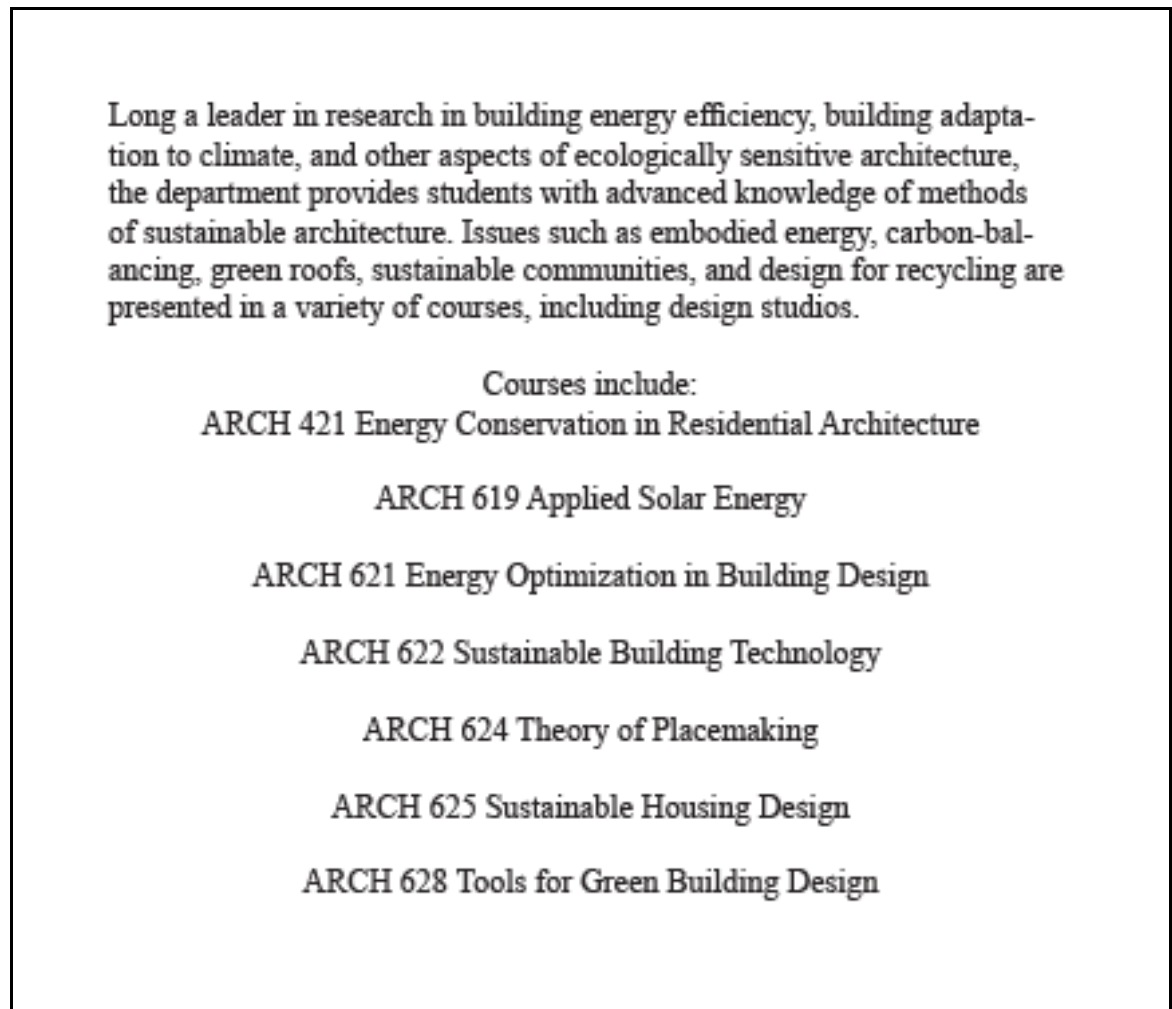 Long a leader in research in building energy efficiency, building adapta-
tion to climate, and other aspects of ecologically sensitive architecture,
the department provides students with advanced knowledge of methods
of sustainable architecture. Issues such as embodied energy, carbon-bal-
ancing, green roofs, sustainable communities, and design for recycling are
presented in a variety of courses, including design studios.
Courses include:
ARCH 421 Energy Conservation in Residential Architecture
ARCH 619 Applied Solar Energy
ARCH 621 Energy Optimization in Building Design
ARCH 622 Sustainable Building Technology
ARCH 624 Theory of Placemaking
ARCH 625 Sustainable Housing Design
ARCH 628 Tools for Green Building Design